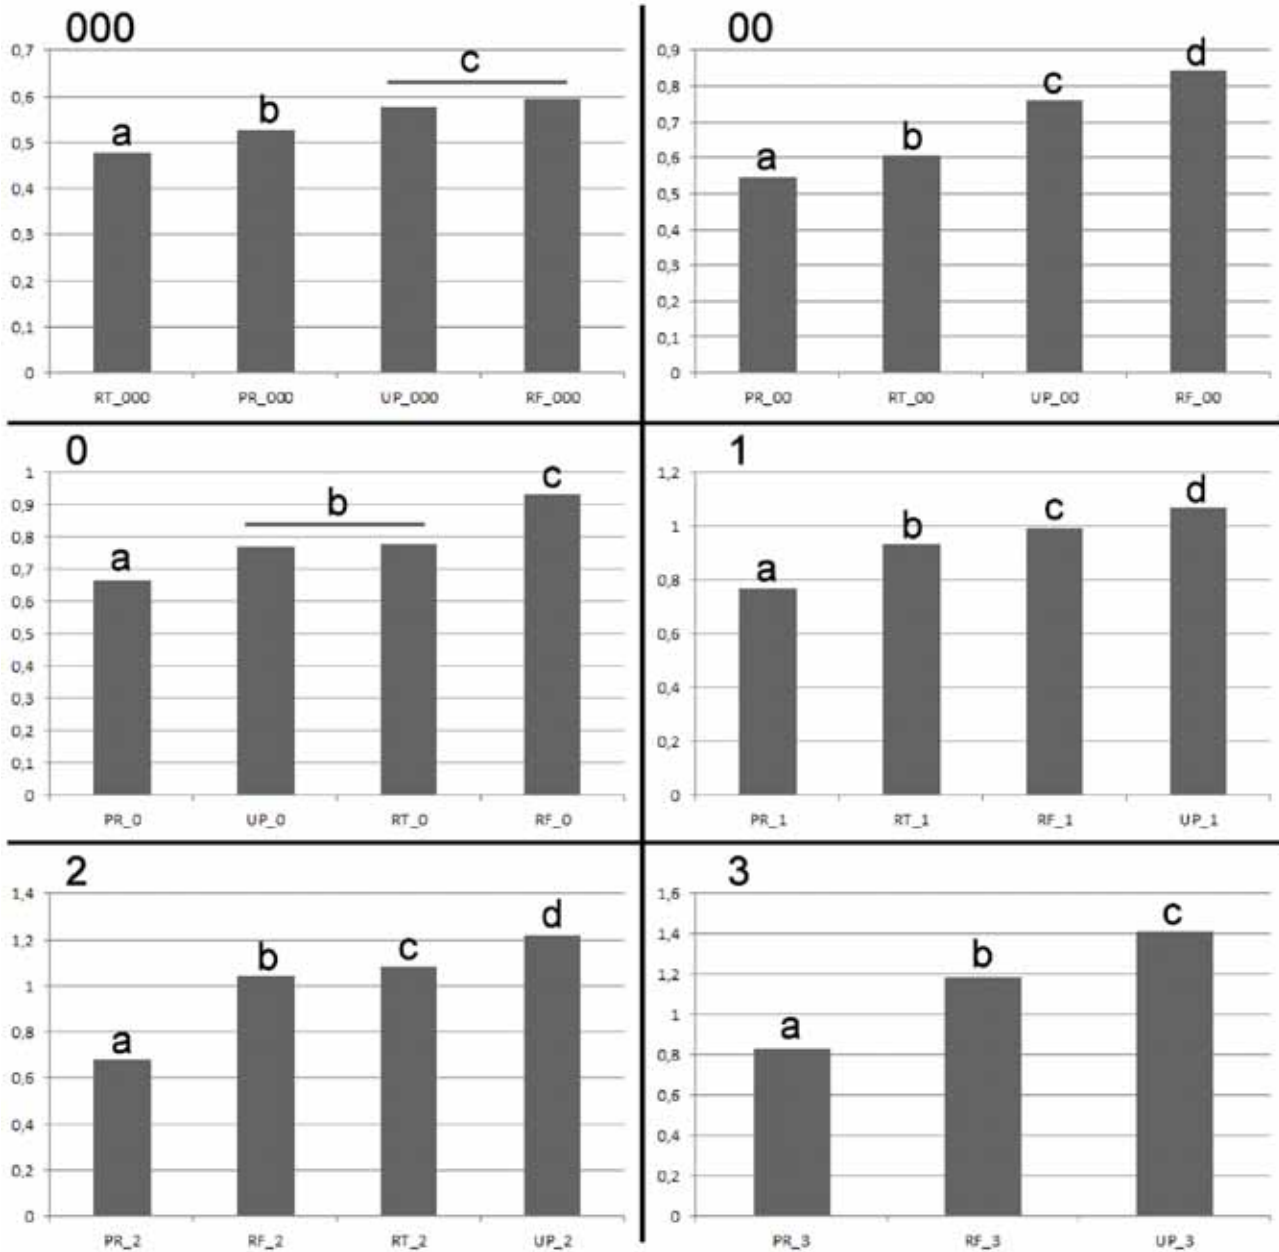 000
0,7
0,6
0,5
0,4
0,3
0,2
0,1
0
a
b
c
RT_000 PR_000 UP_000 RF_000
00
0,9
0,8
0,7
0,6
0,5
0,4
0,3
0,2
0,1
0
a
b
c
d
PR_00 RT_00 UP_00 RF_00
0
1
0,9
0,8
0,7
0,6
0,5
0,4
0,3
0,2
0,1
0
a
b
c
PR_0 UP_0 RT_0 RF_0
1
1,2
1
0,8
0,6
0,4
0,2
0
a
b
c
d
PR_1 RT_1 RF_1 UP_1
2
1,4
1,2
1
0,8
0,6
0,4
0,2
0
a
b
c
d
PR_2 RF_2 RT_2 UP_2
3
1,6
1,4
1,2
1
0,8
0,6
0,4
0,2
0
a
b
c
PR_3 RF_3 UP_3